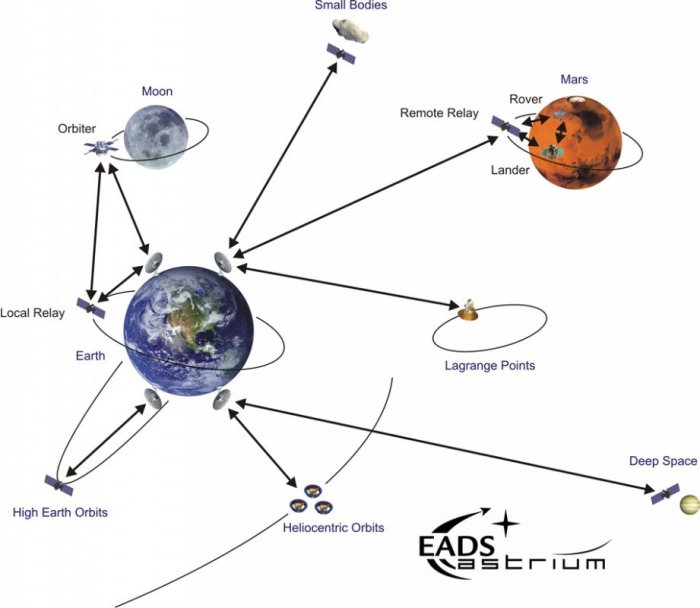 Small Bodies
Moon
Mars
Rover
Orbiter
Remote Relay
Lander
Local Relay
Earth
Lagrange Points
Deep Space
High Earth Orbits
Heliocentric Orbits
EADS
astrium